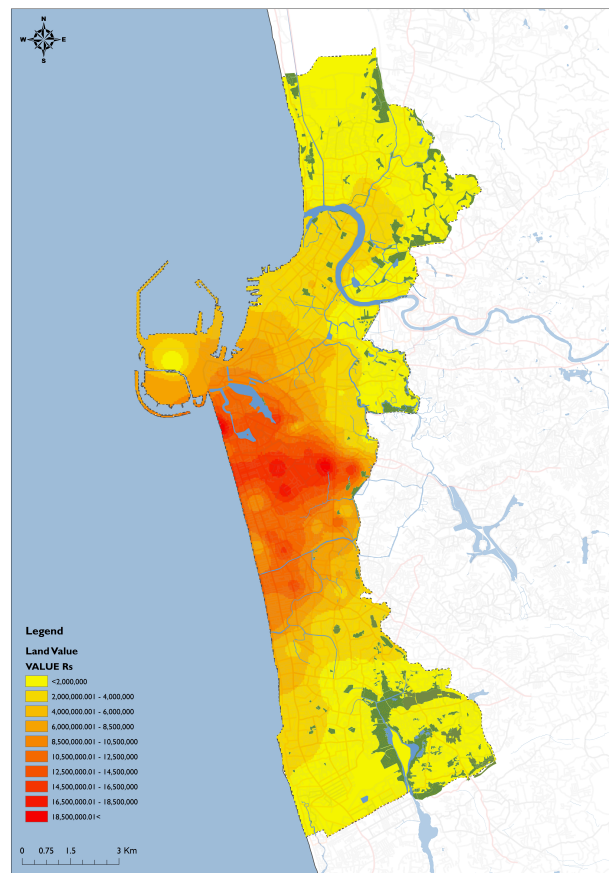 N
W E
S
Legend
Land Value
VALUE Rs
<2,000,000
2,000,000.001 - 4,000,000
4,000,000.01 - 6,000,000
6,000,000.01 - 8,500,000
8,500,000.01 - 10,500,000
10,500,000.01 - 12,500,000
12,500,000.01 - 14,500,000
14,500,000.01 - 16,500,000
16,500,000.01 - 18,500,000
18,500,000.01<
0 0.75 1.5 3 Km